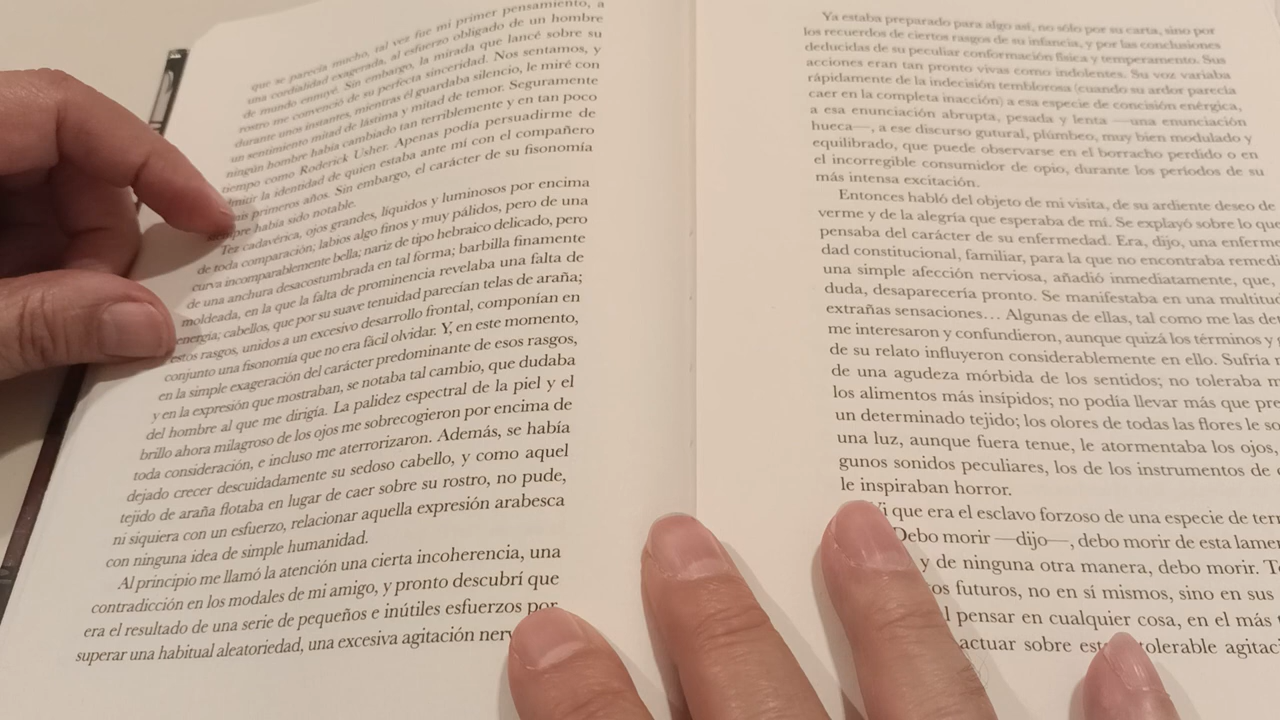 que se parecía mucho, tal vez fue mi primer pensamiento, a
una cordialidad exagerada, al esfuerzo obligado de un hombre
de mundo ennuyé. Sin embargo, la mirada que lancé sobre su
rostro me convenció de su perfecta sinceridad. Nos sentamos, y
durante unos instantes, mientras él guardaba silencio, le miré con
un sentimiento mitad de lástima y mitad de temor. Seguramente
ningún hombre había cambiado tan terriblemente y en tan poco
tiempo como Roderick Usher. Apenas podía persuadirme de
admitir la identidad de quien estaba ante mí con el compañero
mis primeros años. Sin embargo, el carácter de su fisonomía
siempre había sido notable.
Tez cadavérica, ojos grandes, líquidos y luminosos por encima
de toda comparación; labios algo finos y muy pálidos, pero de una
curva incomparablemente bella; nariz de tipo hebraico delicado, pero
de una anchura desacostumbrada en tal forma; barbilla finamente
moldeada, en la que la falta de prominencia revelaba una falta de
energía; cabellos, que por su suave tenuidad parecían telas de araña;
estos rasgos, unidos a un excesivo desarrollo frontal, componían en
conjunto una fisonomía que no era fácil olvidar. Y, en este momento,
en la simple exageración del carácter predominante de esos rasgos,
y en la expresión que mostraban, se notaba tal cambio, que dudaba
del hombre al que me dirigía. La palidez espectral de la piel y el
brillo ahora milagroso de los ojos me sobrecogieron por encima de
toda consideración, e incluso me aterrorizaron. Además, se había
dejado crecer descuidadamente su sedoso cabello, y como aquel
tejido de araña flotaba en lugar de caer sobre su rostro, no pude,
ni siquiera con un esfuerzo, relacionar aquella expresión arabesca
con ninguna idea de simple humanidad.
Al principio me llamó la atención una cierta incoherencia, una
contradicción en los modales de mi amigo, y pronto descubrí que
era el resultado de una serie de pequeños e inútiles esfuerzos por
superar una habitual aleatoriedad, una excesiva agitación ner
Ya estaba preparado para algo así, no sólo por su carta, sino por
los recuerdos de ciertos rasgos de su infancia, y por las conclusiones
deducidas de su peculiar conformación física y temperamento. Sus
acciones eran tan pronto vivas como indolentes. Su voz variaba
rápidamente de la indecisión temblorosa (cuando su ardor parecía
caer en la completa inacción) a esa especie de concisión enérgica,
a esa enunciación abrupta, pesada y lenta —una enunciación
hueca—, a ese discurso gutural, plúmbeo, muy bien modulado y
equilibrado, que puede observarse en el borracho perdido o en
el incorregible consumidor de opio, durante los períodos de su
más intensa excitación.
Entonces habló del objeto de mi visita, de su ardiente deseo de
verme y de la alegría que esperaba de mí. Se explayó sobre lo que
pensaba del carácter de su enfermedad. Era, dijo, una enferme
dad constitucional, familiar, para la que no encontraba remedi
una simple afección nerviosa, añadió inmediatamente, que,
duda, desaparecería pronto. Se manifestaba en una multitu
extrañas sensaciones... Algunas de ellas, tal como me las de
me interesaron y confundieron, aunque quizá los términos y
de su relato influyeron considerablemente en ello. Sufría
de una agudeza mórbida de los sentidos; no toleraba m
los alimentos más insípidos; no podía llevar más que pre
un determinado tejido; los olores de todas las flores le so
una luz, aunque fuera tenue, le atormentaba los ojos,
gunos sonidos peculiares, los de los instrumentos de
le inspiraban horror.
Vi que era el esclavo forzoso de una especie de terr
Debo morir —dijo—, debo morir de esta lamen
y de ninguna otra manera, debo morir. T
os futuros, no en sí mismos, sino en sus
l pensar en cualquier cosa, en el más
actuar sobre esta tolerable agitac